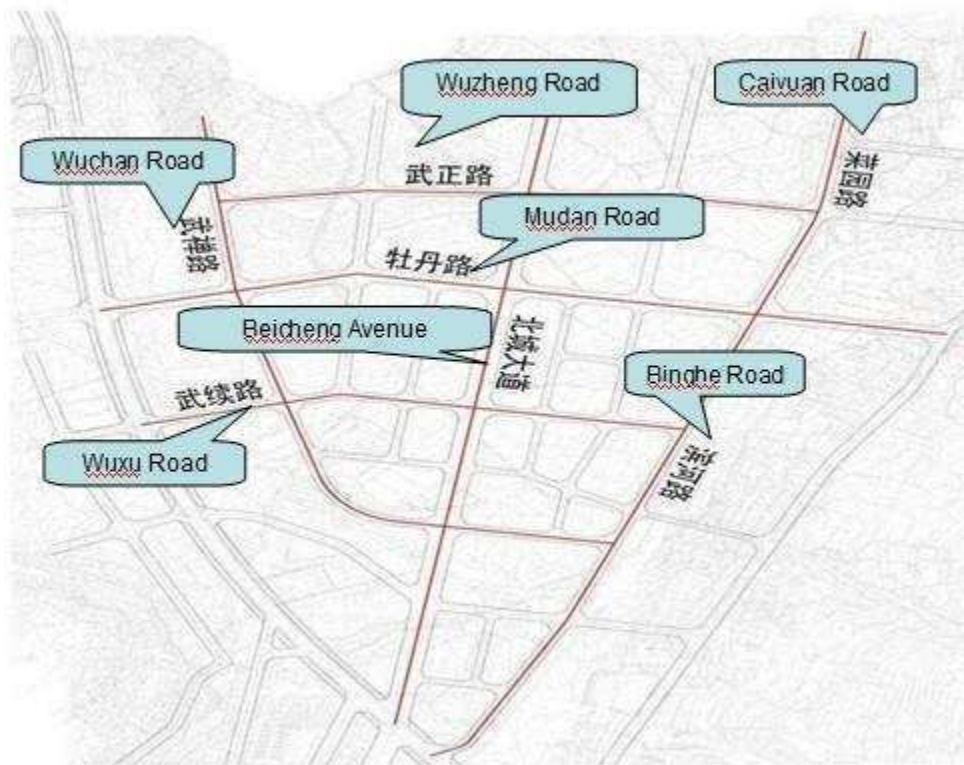 Wuzheng Road
Caiyuan Road
Wuchan Road
武正路
菜园路
Mudan Road
武禅路
牡丹路
Beicheng Avenue
北城大道
Binghe Road
武续路
Wuxu Road
滨河路